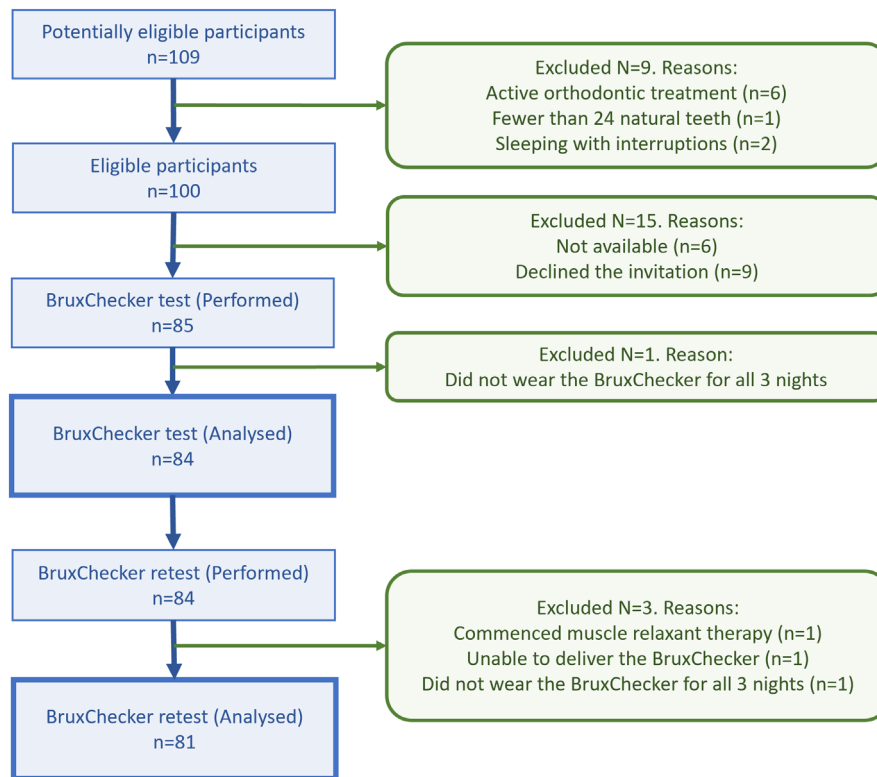 Potentially eligible participants
n=109
Excluded N=9. Reasons:
Active orthodontic treatment (n=6)
Fewer than 24 natural teeth (n=1)
Sleeping with interruptions (n=2)
Eligible participants
n=100
Excluded N=15. Reasons:
Not available (n=6)
Declined the invitation (n=9)
BruxChecker test (Performed)
n=85
Excluded N=1. Reason:
Did not wear the BruxChecker for all 3 nights
BruxChecker test (Analysed)
n=84
BruxChecker retest (Performed)
n=84
Excluded N=3. Reasons:
Commenced muscle relaxant therapy (n=1)
Unable to deliver the BruxChecker (n=1)
Did not wear the BruxChecker for all 3 nights (n=1)
BruxChecker retest (Analysed)
n=81